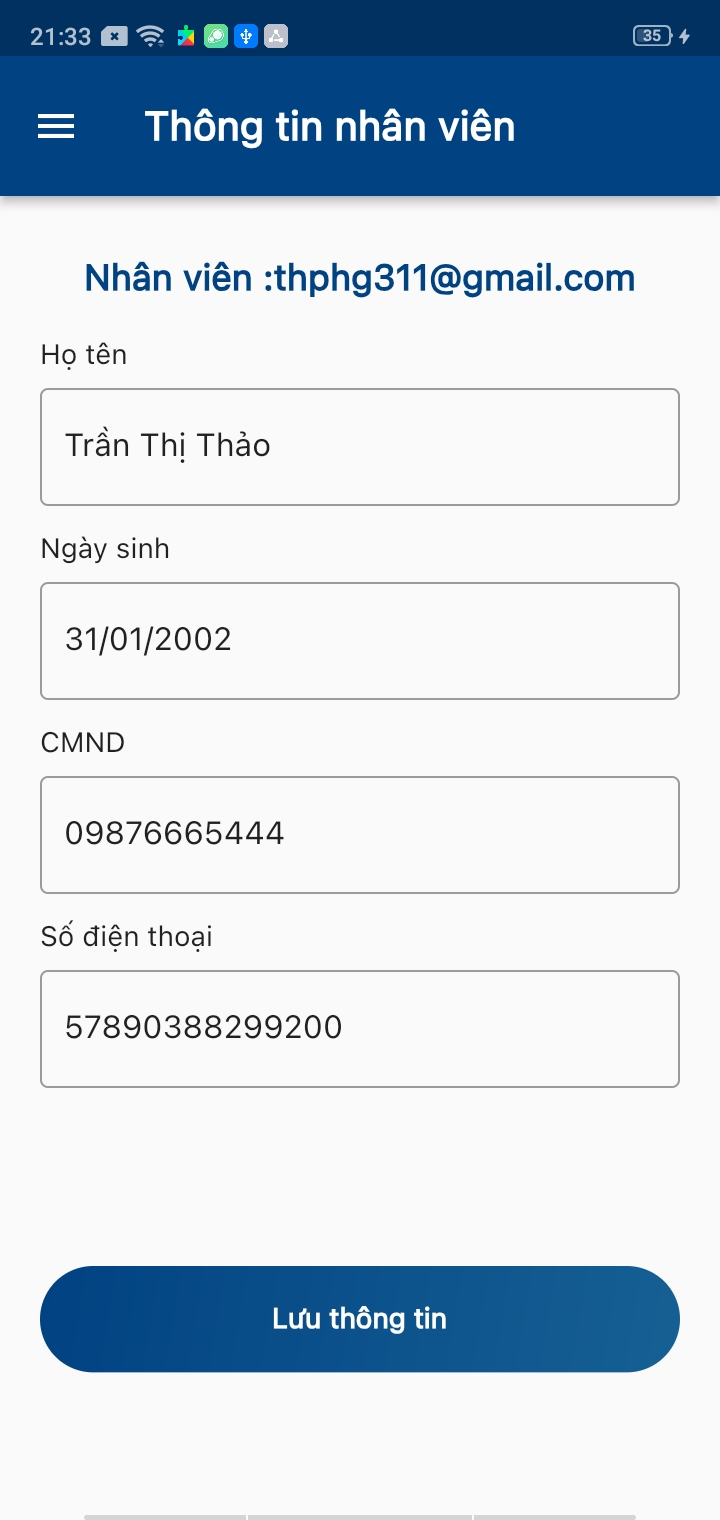 21:33
35
Thông tin nhân viên
Nhân viên :thphg311@gmail.com
Họ tên
Trần Thị Thảo
Ngày sinh
31/01/2002
CMND
09876665444
Số điện thoại
57890388299200
Lưu thông tin